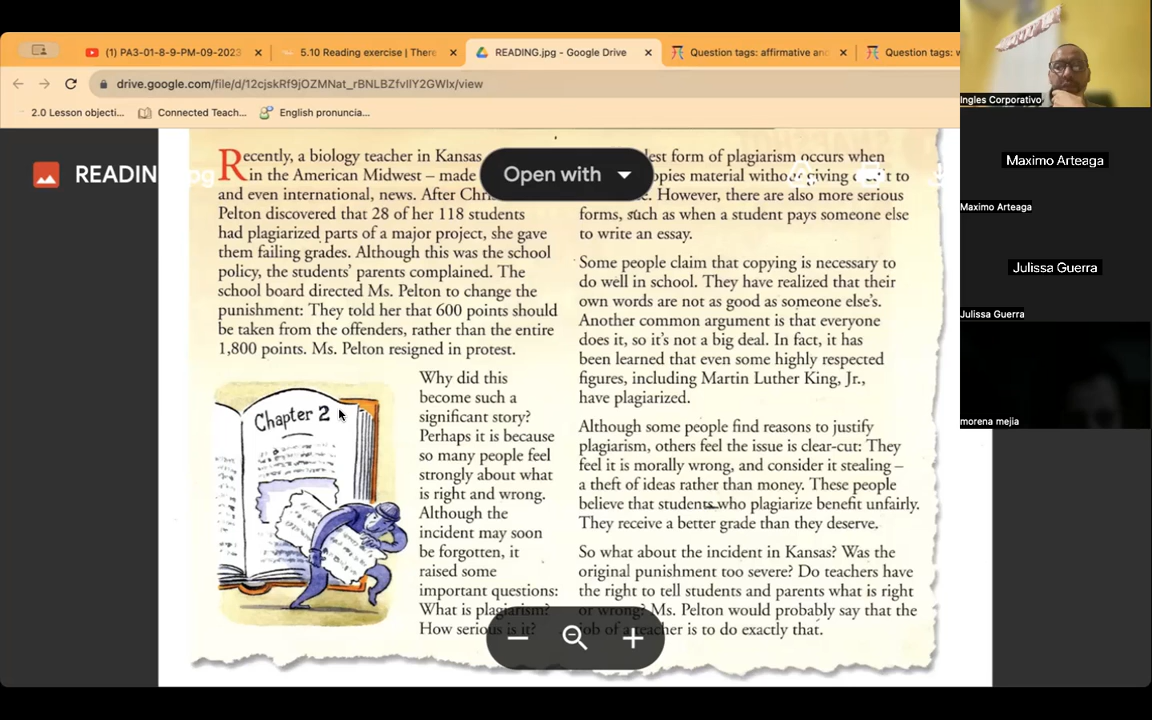 (1) PA3-01-8-9-PM-09-2023
5.10 Reading exercise | There
READING.jpg - Google Drive
Question tags: affirmative and
Question tags: w
drive.google.com/file/d/12cjskRf9jOZMNat_rBNLBZfvIlY2GWlx/view
2.0 Lesson objecti...
Connected Teach...
English pronuncia...
READIN
Open with
Recently, a biology teacher in Kansas
in the American Midwest – made
and even international, news. After
Pelton discovered that 28 of her 118 students
had plagiarized parts of a major project, she gave
them failing grades. Although this was the school
policy, the students' parents complained. The
school board directed Ms. Pelton to change the
punishment: They told her that 600 points should
be taken from the offenders, rather than the entire
1,800 points. Ms. Pelton resigned in protest.
Chapter 2
Why did this
become such a
significant story?
Perhaps it is because
so many people feel
strongly about what
is right and wrong.
Although the
incident may soon
be forgotten, it
raised some
important questions:
What is plagiarism?
How serious is it?
form of plagiarism occurs when
material without giving credit to
However, there are also more serious
forms, such as when a student pays someone else
to write an essay.
Some people claim that copying is necessary to
do well in school. They have realized that their
own words are not as good as someone else's.
Another common argument is that everyone
does it, so it's not a big deal. In fact, it has
been learned that even some highly respected
figures, including Martin Luther King, Jr.,
have plagiarized.
Although some people find reasons to justify
plagiarism, others feel the issue is clear-cut: They
feel it is morally wrong, and consider it stealing –
a theft of ideas rather than money. These people
believe that students who plagiarize benefit unfairly.
They receive a better grade than they deserve.
So what about the incident in Kansas? Was the
original punishment too severe? Do teachers have
the right to tell students and parents what is right
or wrong? Ms. Pelton would probably say that the
job of a teacher is to do exactly that.
Ingles Corporativo
Maximo Arteaga
Maximo Arteaga
Julissa Guerra
Julissa Guerra
morena mejia